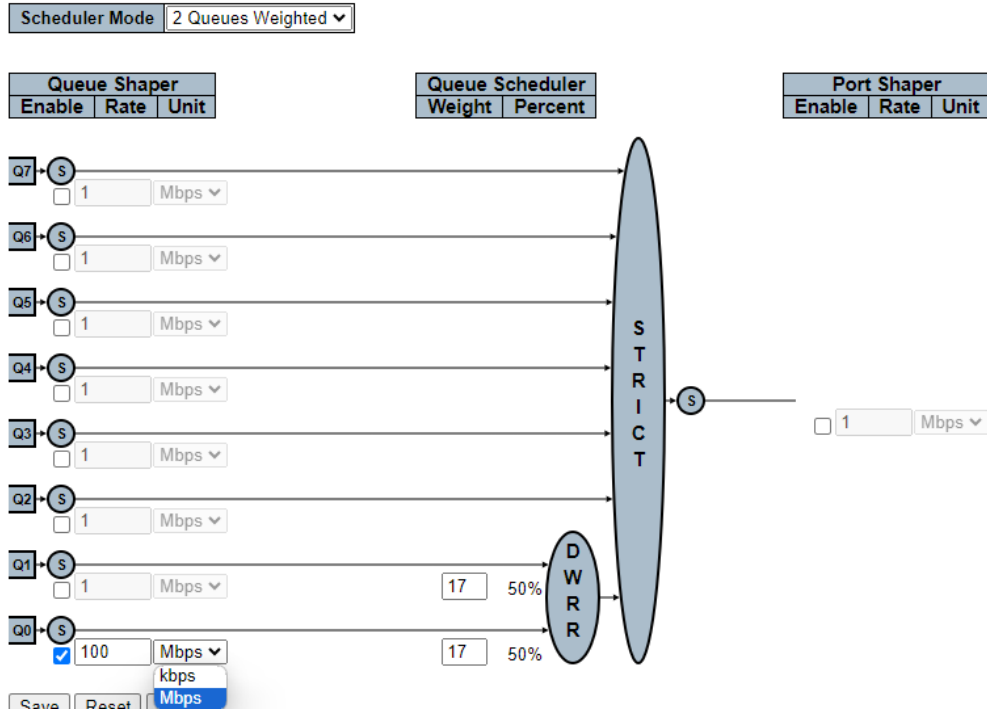 Scheduler Mode 2 Queues Weighted
Queue Shaper Queue Scheduler Port Shaper
Enable Rate Unit Weight Percent Enable Rate Unit
Q7 S
1 Mbps
Q6 S
1 Mbps
Q5 S
1 Mbps
Q4 S
1 Mbps
Q3 S
1 Mbps
Q2 S
1 Mbps
Q1 S
1 Mbps 17 50%
Q0 S
100 Mbps 17 50%
kbps
Mbps
DWRR
STRICT
S
1 Mbps
Save Reset